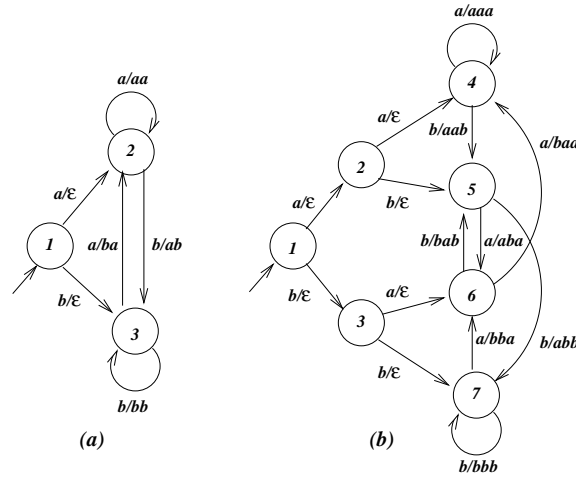 a/aa
2
a/ε
1
a/ba
b/ab
b/ε
3
b/bb
(a)
a/aaa
4
a/ε
b/aab
a/baa
2
5
a/ε
b/ε
1
b/bab
a/aba
b/ε
a/ε
6
3
a/bba
b/abb
b/ε
7
b/bbb
(b)